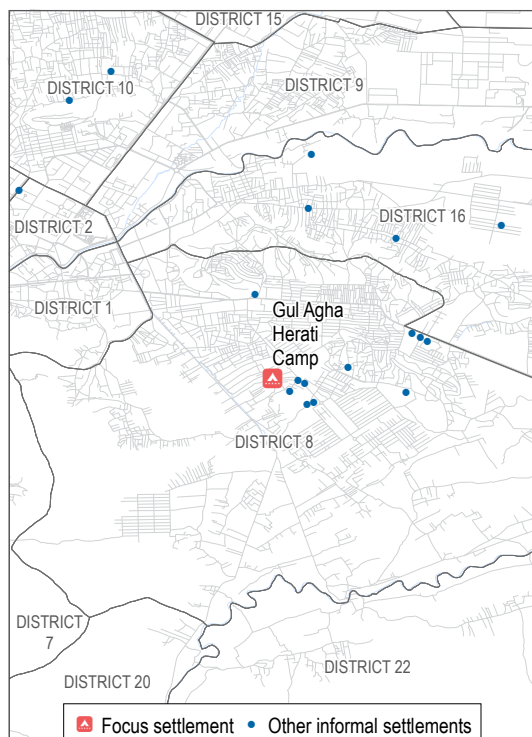 DISTRICT 15
DISTRICT 10
DISTRICT 9
DISTRICT 2
DISTRICT 16
DISTRICT 1
Gul Agha
Herati
Camp
DISTRICT 8
DISTRICT
7
DISTRICT 20
DISTRICT 22
Focus settlement
Other informal settlements